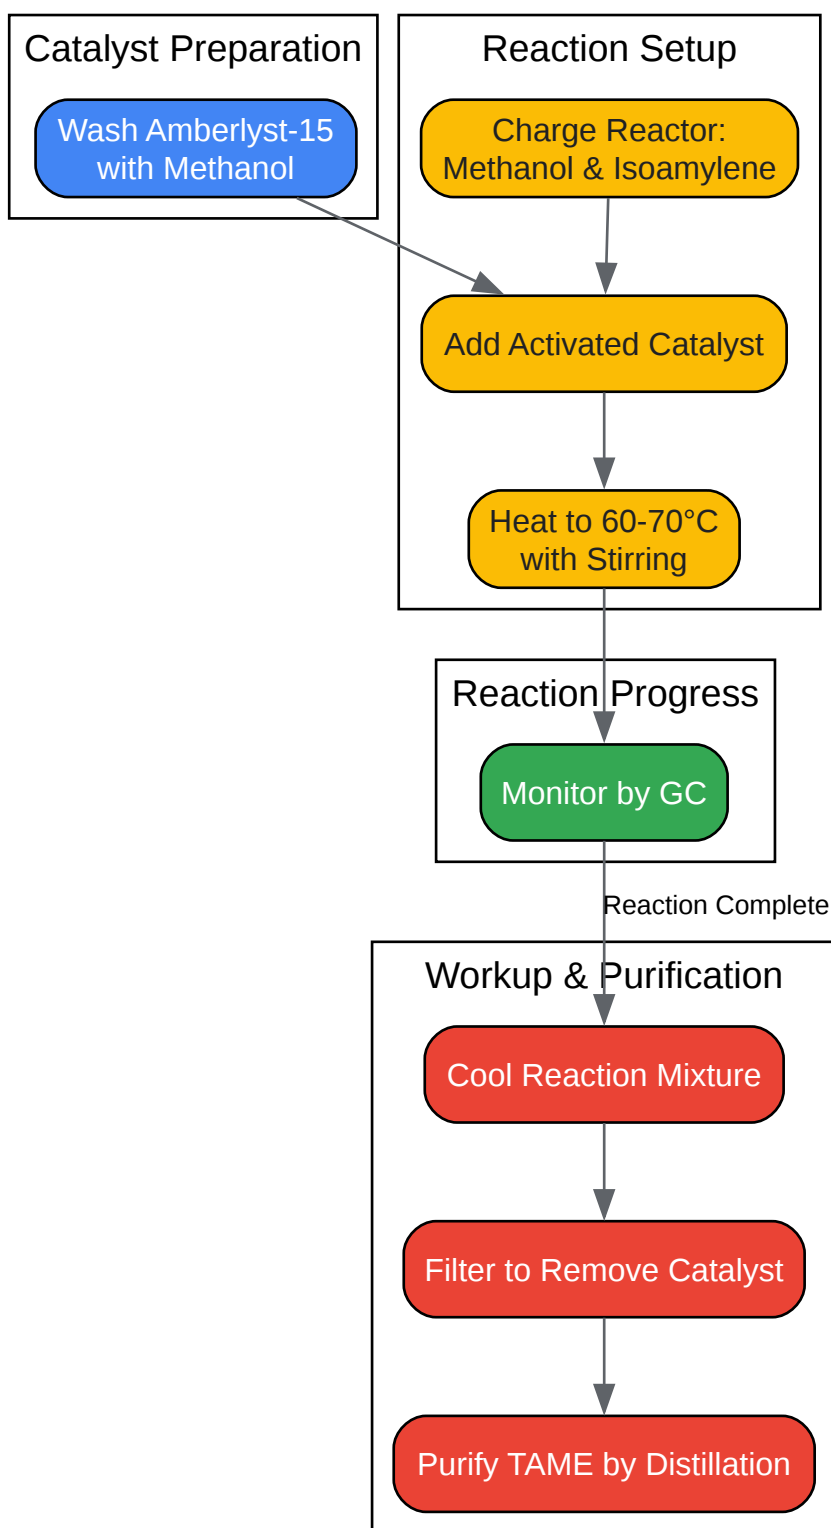 Catalyst Preparation
Wash Amberlyst-15
with Methanol
Reaction Setup
Charge Reactor:
Methanol & Isoamylene
Add Activated Catalyst
Heat to 60-70°C
with Stirring
Reaction Progress
Monitor by GC
Reaction Complete
Workup & Purification
Cool Reaction Mixture
Filter to Remove Catalyst
Purify TAME by Distillation